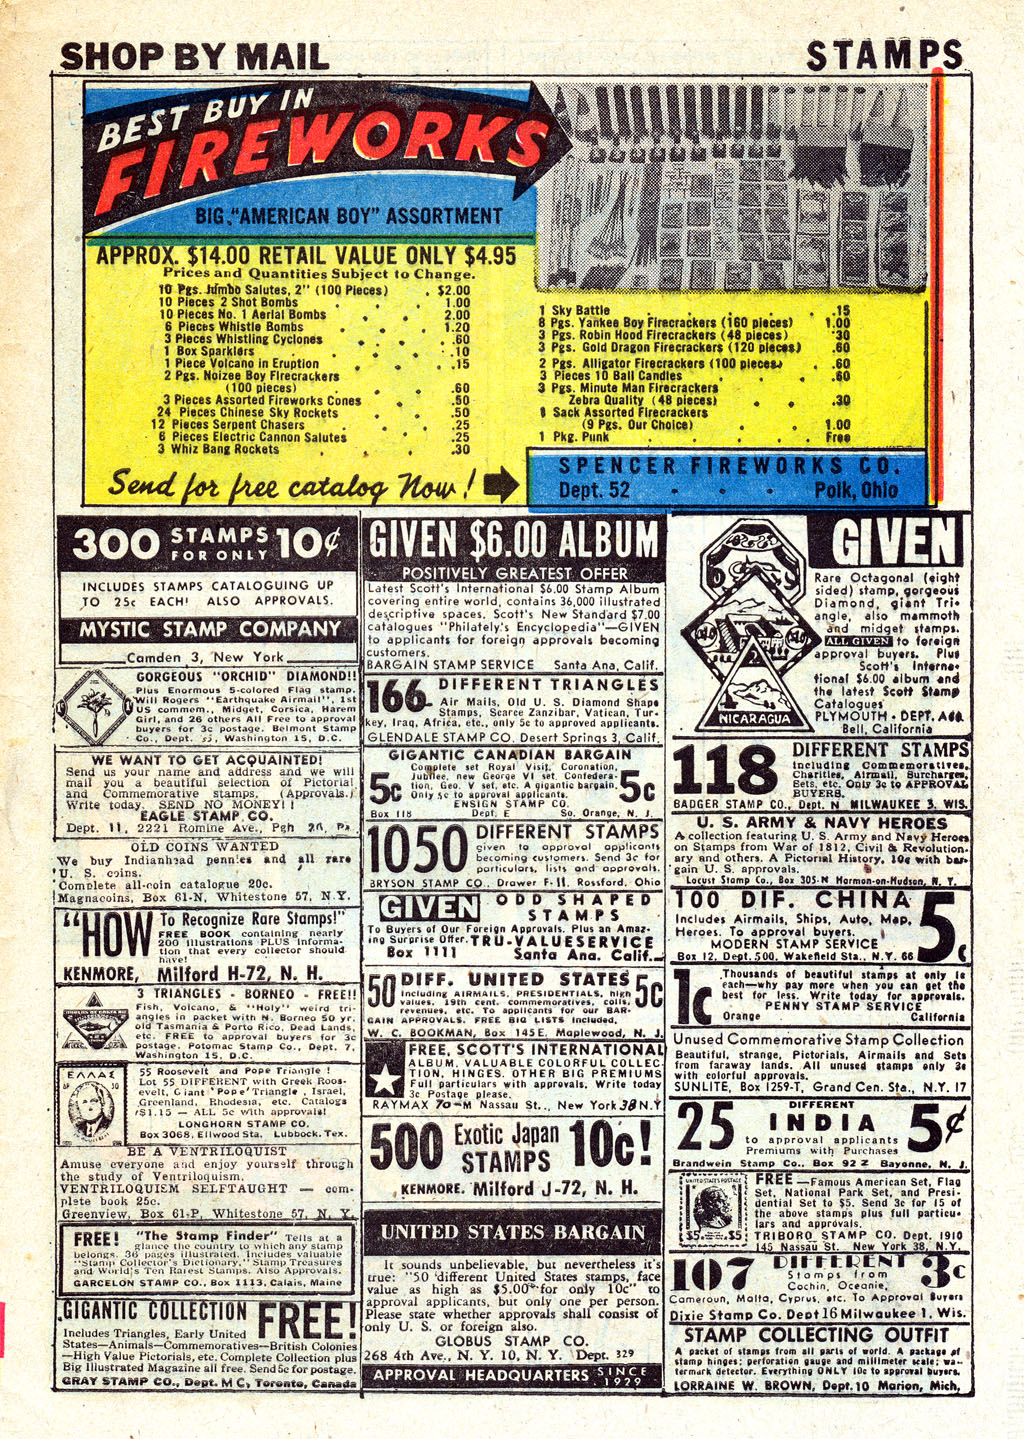 SHOP BY MAIL
STAMPS
BEST BUY IN
FIREWORKS
BIG "AMERICAN BOY" ASSORTMENT
APPROX. $14.00 RETAIL VALUE ONLY $4.95
Prices and Quantities Subject to Change.
10 Pgs. Jumbo Salutes, 2" (100 Pieces) . $2.00
10 Pieces 2 Shot Bombs . . . 1.00
10 Pieces No. 1 Aerial Bombs . . 2.00
6 Pieces Whistle Bombs . . . 1.20
3 Pieces Whistling Cyclones . . .60
1 Box Sparklers . . . .10
1 Piece Volcano in Eruption . . .15
2 Pgs. Noizee Boy Firecrackers
(100 pieces) . . . .60
3 Pieces Assorted Fireworks Cones . .50
24 Pieces Chinese Sky Rockets . . .50
12 Pieces Serpent Chasers . . .25
6 Pieces Electric Cannon Salutes . .25
3 Whiz Bang Rockets . . . .30
1 Sky Battle . . . . . .15
8 Pgs. Yankee Boy Firecrackers (160 pieces) 1.00
3 Pgs. Robin Hood Firecrackers (48 pieces) .30
3 Pgs. Gold Dragon Firecrackers (120 pieces) .60
2 Pgs. Alligator Firecrackers (100 pieces) .60
3 Pieces 10 Ball Candles . . . .60
3 Pgs. Minute Man Firecrackers
Zebra Quality (48 pieces) . . .30
1 Sack Assorted Firecrackers
(9 Pgs. Our Choice) . . 1.00
1 Pkg. Punk . . . . . Free
Send for free catalog Now!
SPENCER FIREWORKS CO.
Dept. 52 - - - Polk, Ohio
300 STAMPS FOR ONLY 10¢
INCLUDES STAMPS CATALOGUING UP
TO 25c EACH! ALSO APPROVALS.
MYSTIC STAMP COMPANY
Camden 3, New York
GORGEOUS "ORCHID" DIAMOND!!
Plus Enormous 5-colored Flag stamp,
Will Rogers "Earthquake Airmail", 1st
US commem., Midget, Corsica, Harem
Girl, and 26 others All Free to approval
buyers for 3c postage. Belmont Stamp
Co., Dept. Washington 15, D.C.
WE WANT TO GET ACQUAINTED!
Send us your name and address and we will
mail you a beautiful selection of Pictorial
and Commemorative stamps. (Approvals.)
Write today. SEND NO MONEY!!
EAGLE STAMP CO.
Dept. 11, 2221 Romine Ave., Pgh 20, Pa
OLD COINS WANTED
We buy Indianhead pennies and all rare
U. S. coins.
Complete all-coin catalogue 20c.
Magnacoins, Box 61-N, Whitestone 57, N.Y.
"HOW To Recognize Rare Stamps!"
FREE BOOK containing nearly
200 illustrations PLUS informa-
tion that every collector should
have!
KENMORE, Milford H-72, N. H.
3 TRIANGLES - BORNEO - FREE!!
Fish, Volcano, & "Holy" weird tri-
angles in packet with N. Borneo 50 yr.
old Tasmania & Porto Rico, Dead Lands,
etc. FREE to approval buyers for 3c
postage. Potomac Stamp Co., Dept. 7,
Washington 15, D.C.
ΕΛΛΑΣ
55 Roosevelt and Pope Triangle!
Lot 55 DIFFERENT with Greek Roos-
evelt, Giant 'Pope' Triangle, Israel,
Greenland, Rhodesia, etc. Catalogs
$1.15 — ALL 5c with approvals!
LONGHORN STAMP CO.
Box 3068, Ellwood Sta. Lubbock, Tex.
BE A VENTRILOQUIST
Amuse everyone and enjoy yourself through
the study of Ventriloquism.
VENTRILOQUISM SELFTAUGHT — com-
plete book 25c.
Greenview, Box 61-P, Whitestone 57, N. Y.
FREE! "The Stamp Finder" Tells at a
glance the country to which any stamp
belongs. 36 pages illustrated. Includes valuable
"Stamp Collector's Dictionary," Stamp Treasures
and World's Ten Rarest Stamps. Also Approvals.
GARCELON STAMP CO., Box 1113, Calais, Maine
GIGANTIC COLLECTION FREE!
Includes Triangles, Early United
States—Animals—Commemoratives—British Colonies
—High Value Pictorials, etc. Complete Collection plus
Big Illustrated Magazine all free. Send 5c for postage.
GRAY STAMP CO., Dept. M C, Toronto, Canada
GIVEN $6.00 ALBUM
POSITIVELY GREATEST OFFER
Latest Scott's International $6.00 Stamp Album
covering entire world, contains 36,000 illustrated
descriptive spaces. Scott's New Standard $7.00
catalogues "Philately's Encyclopedia"—GIVEN
to applicants for foreign approvals becoming
customers.
BARGAIN STAMP SERVICE Santa Ana, Calif.
166 DIFFERENT TRIANGLES
Air Mails, Old U. S. Diamond Shape
Stamps, Scarce Zanzibar, Vatican, Tur-
key, Iraq, Africa, etc., only 5c to approved applicants.
GLENDALE STAMP CO. Desert Springs 3, Calif.
GIGANTIC CANADIAN BARGAIN
5c Complete set Royal Visit, Coronation,
Jubilee, new George VI set, Confedera-
tion, Geo. V set, etc. A gigantic bargain. 5c
Only 5c to approval applicants.
ENSIGN STAMP CO.
Box 118 Dept. E So. Orange, N. J.
1050 DIFFERENT STAMPS
given to approval applicants
becoming customers. Send 3c for
particulars, lists and approvals.
BRYSON STAMP CO., Drawer F-11, Rossford, Ohio
GIVEN ODD SHAPED
STAMPS
To Buyers of Our Foreign Approvals. Plus an Amaz-
ing Surprise Offer. TRU-VALUE SERVICE
Box 1111 Santa Ana, Calif.
50 DIFF. UNITED STATES 5c
Including AIRMAILS, PRESIDENTIALS, high
values, 19th cent. commemoratives, coils,
revenues, etc. To applicants for our BAR-
GAIN APPROVALS. FREE BIG LISTS included.
W. C. BOOKMAN, Box 145E, Maplewood, N. J.
FREE, SCOTT'S INTERNATIONAL
ALBUM, VALUABLE COLORFUL COLLEC-
TION, HINGES, OTHER BIG PREMIUMS
Full particulars with approvals. Write today
3c Postage please.
RAYMAX 70-M Nassau St., New York 38 N.Y
500 Exotic Japan STAMPS 10c!
KENMORE, Milford J-72, N. H.
UNITED STATES BARGAIN
It sounds unbelievable, but nevertheless it's
true: "50 different United States stamps, face
value as high as $5.00 for only 10c" to
approval applicants, but only one per person.
Please state whether approvals shall consist of
only U. S. or foreign also.
GLOBUS STAMP CO.
268 4th Ave., N. Y. 10, N. Y. Dept. 329
APPROVAL HEADQUARTERS SINCE 1929
NICARAGUA
GIVEN
Rare Octagonal (eight
sided) stamp, gorgeous
Diamond, giant Tri-
angle, also mammoth
and midget stamps.
ALL GIVEN to foreign
approval buyers. Plus
Scott's Interna-
tional $6.00 album and
the latest Scott Stamp
Catalogues
PLYMOUTH - DEPT.
Bell, California
118 DIFFERENT STAMPS
Including Commemoratives,
Charities, Airmail, Surcharges,
Sets, etc. Only 3c to APPROVAL
BUYERS.
BADGER STAMP CO., Dept. N MILWAUKEE 3, WIS.
U. S. ARMY & NAVY HEROES
A collection featuring U. S. Army and Navy Heroes
on Stamps from War of 1812, Civil & Revolution-
ary and others. A Pictorial History, 10c with bar-
gain U. S. approvals.
Locust Stamp Co., Box 305-N Harmon-on-Hudson, N. Y.
100 DIF. CHINA 5c
Includes Airmails, Ships, Auto, Map,
Heroes. To approval buyers.
MODERN STAMP SERVICE
Box 12, Dept. 500, Wakefield Sta., N.Y. 66
1c Thousands of beautiful stamps at only 1c
each—why pay more when you can get the
best for less. Write today for approvals.
PENNY STAMP SERVICE
Orange California
Unused Commemorative Stamp Collection
Beautiful, strange, Pictorials, Airmails and Sets
from faraway lands. All unused stamps only 3c
with colorful approvals.
SUNLITE, Box 1259-T, Grand Cen. Sta., N.Y. 17
25 DIFFERENT
INDIA 5¢
to approval applicants
Premiums with Purchases
Brandwein Stamp Co., Box 92 Z Bayonne, N. J.
UNITED STATES POSTAGE
$5 $5
FREE—Famous American Set, Flag
Set, National Park Set, and Presi-
dential Set to $5. Send 3c for 15 of
the above stamps plus full particu-
lars and approvals.
TRIBORO STAMP CO. Dept. 1910
145 Nassau St. New York 38, N.Y.
107 DIFFERENT 3c
Stamps from
Cochin, Oceanie,
Cameroun, Malta, Cyprus, etc. To Approval Buyers
Dixie Stamp Co. Dept 16 Milwaukee 1, Wis.
STAMP COLLECTING OUTFIT
A packet of stamps from all parts of world. A package of
stamp hinges; perforation gauge and millimeter scale; wa-
termark detector. Everything ONLY 10c to approval buyers.
LORRAINE W. BROWN, Dept. 10 Marion, Mich.